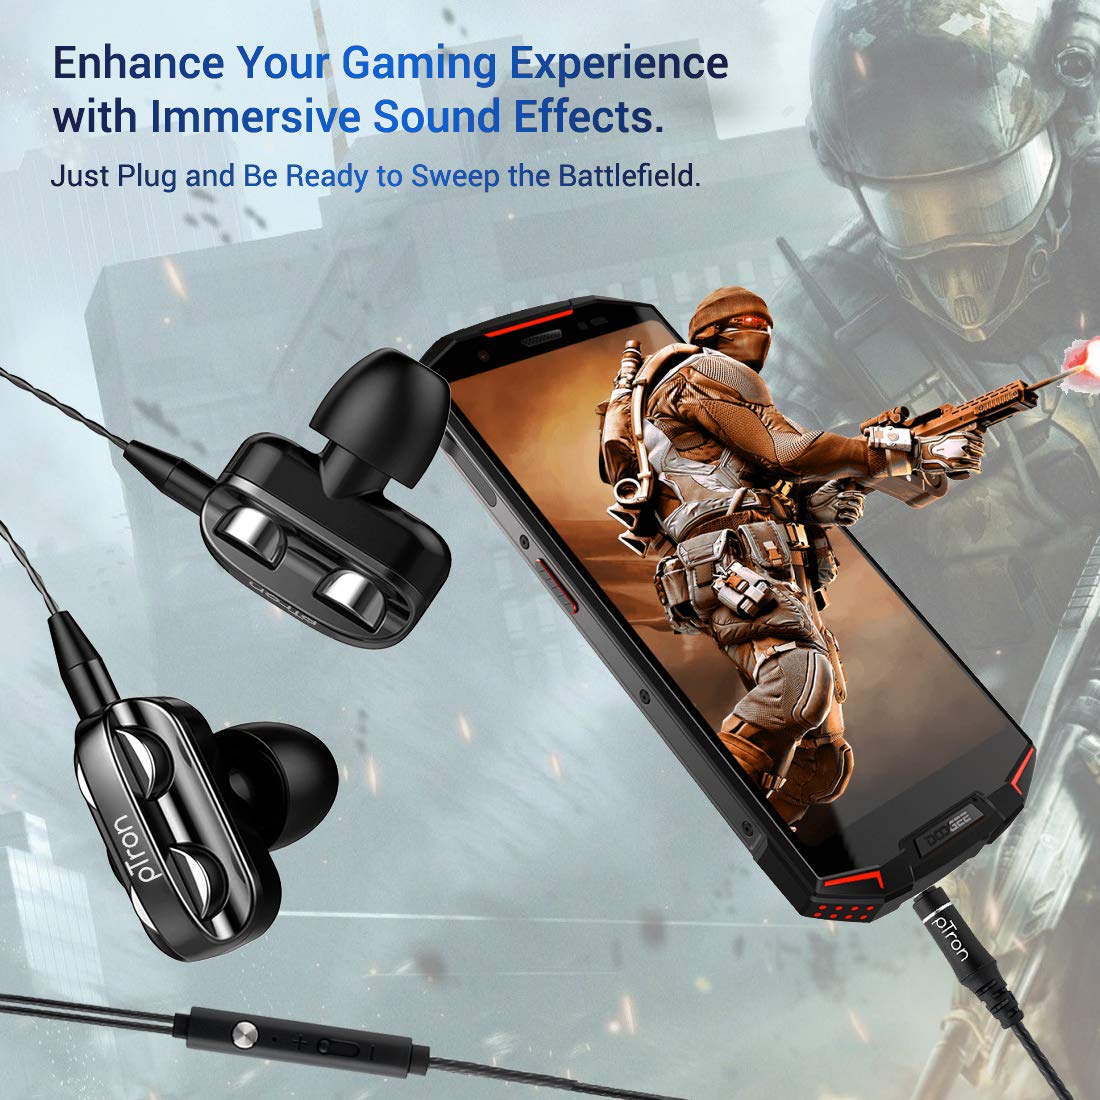 Enhance Your Gaming Experience
with Immersive Sound Effects.
Just Plug and Be Ready to Sweep the Battlefield.
pTron
pTron
DOOGEE
pTron